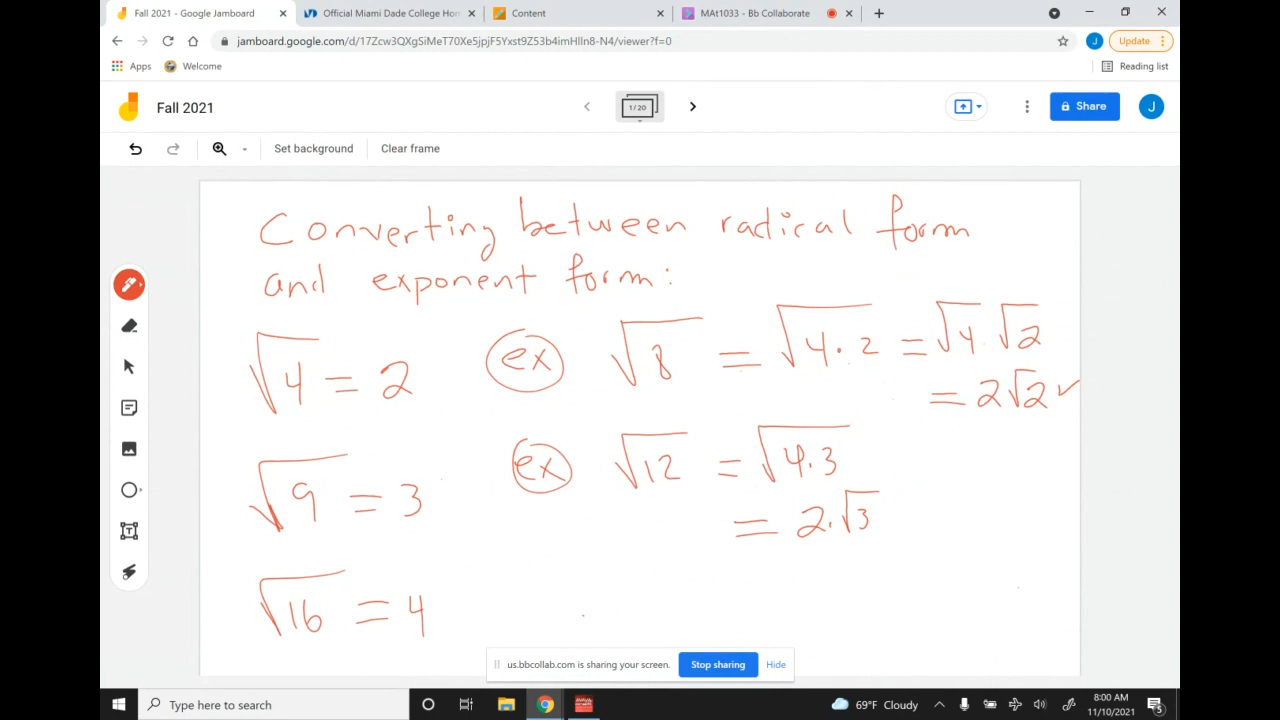 Fall 2021 - Google Jamboard
Official Miami Dade College Hom
Content
MAt1033 - Bb Collaborate
jamboard.google.com/d/17Zcw3QXgSiMeT70Xe5jpjF5Yxst9Z53b4imHlln8-N4/viewer?f=0
J
Update
Apps
Welcome
Reading list
Fall 2021
1/20
Share
J
Set background
Clear frame
Converting between radical form
and exponent form:
√4 = 2
ex √8 = √4·2 = √4 √2
= 2√2 ✓
ex √12 = √4·3
= 2·√3
√9 = 3
√16 = 4
us.bbcollab.com is sharing your screen.
Stop sharing
Hide
Type here to search
69°F Cloudy
8:00 AM
11/10/2021
5